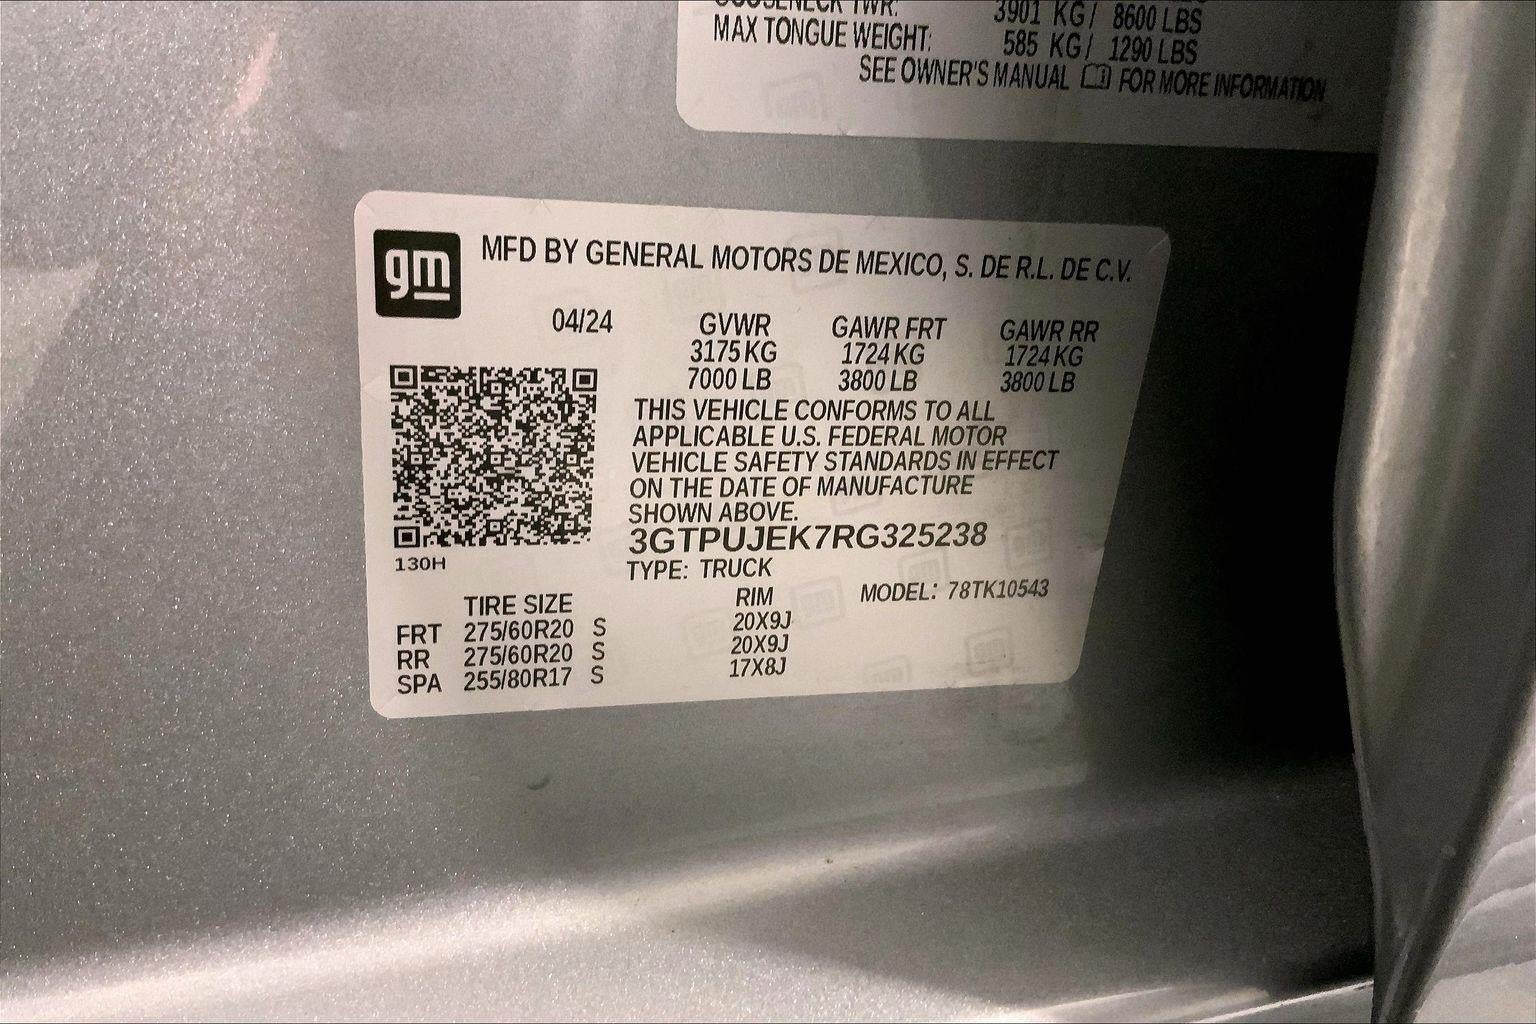 GOOSENECK TWR: 3901 KG/ 8600 LBS
MAX TONGUE WEIGHT: 585 KG/ 1290 LBS
SEE OWNER'S MANUAL FOR MORE INFORMATION
gm
MFD BY GENERAL MOTORS DE MEXICO, S. DE R.L. DE C.V.
04/24 GVWR GAWR FRT GAWR RR
3175 KG 1724 KG 1724 KG
7000 LB 3800 LB 3800 LB
THIS VEHICLE CONFORMS TO ALL
APPLICABLE U.S. FEDERAL MOTOR
VEHICLE SAFETY STANDARDS IN EFFECT
ON THE DATE OF MANUFACTURE
SHOWN ABOVE.
3GTPUJEK7RG325238
130H
TYPE: TRUCK
MODEL: 78TK10543
TIRE SIZE RIM
FRT 275/60R20 S 20X9J
RR 275/60R20 S 20X9J
SPA 255/80R17 S 17X8J